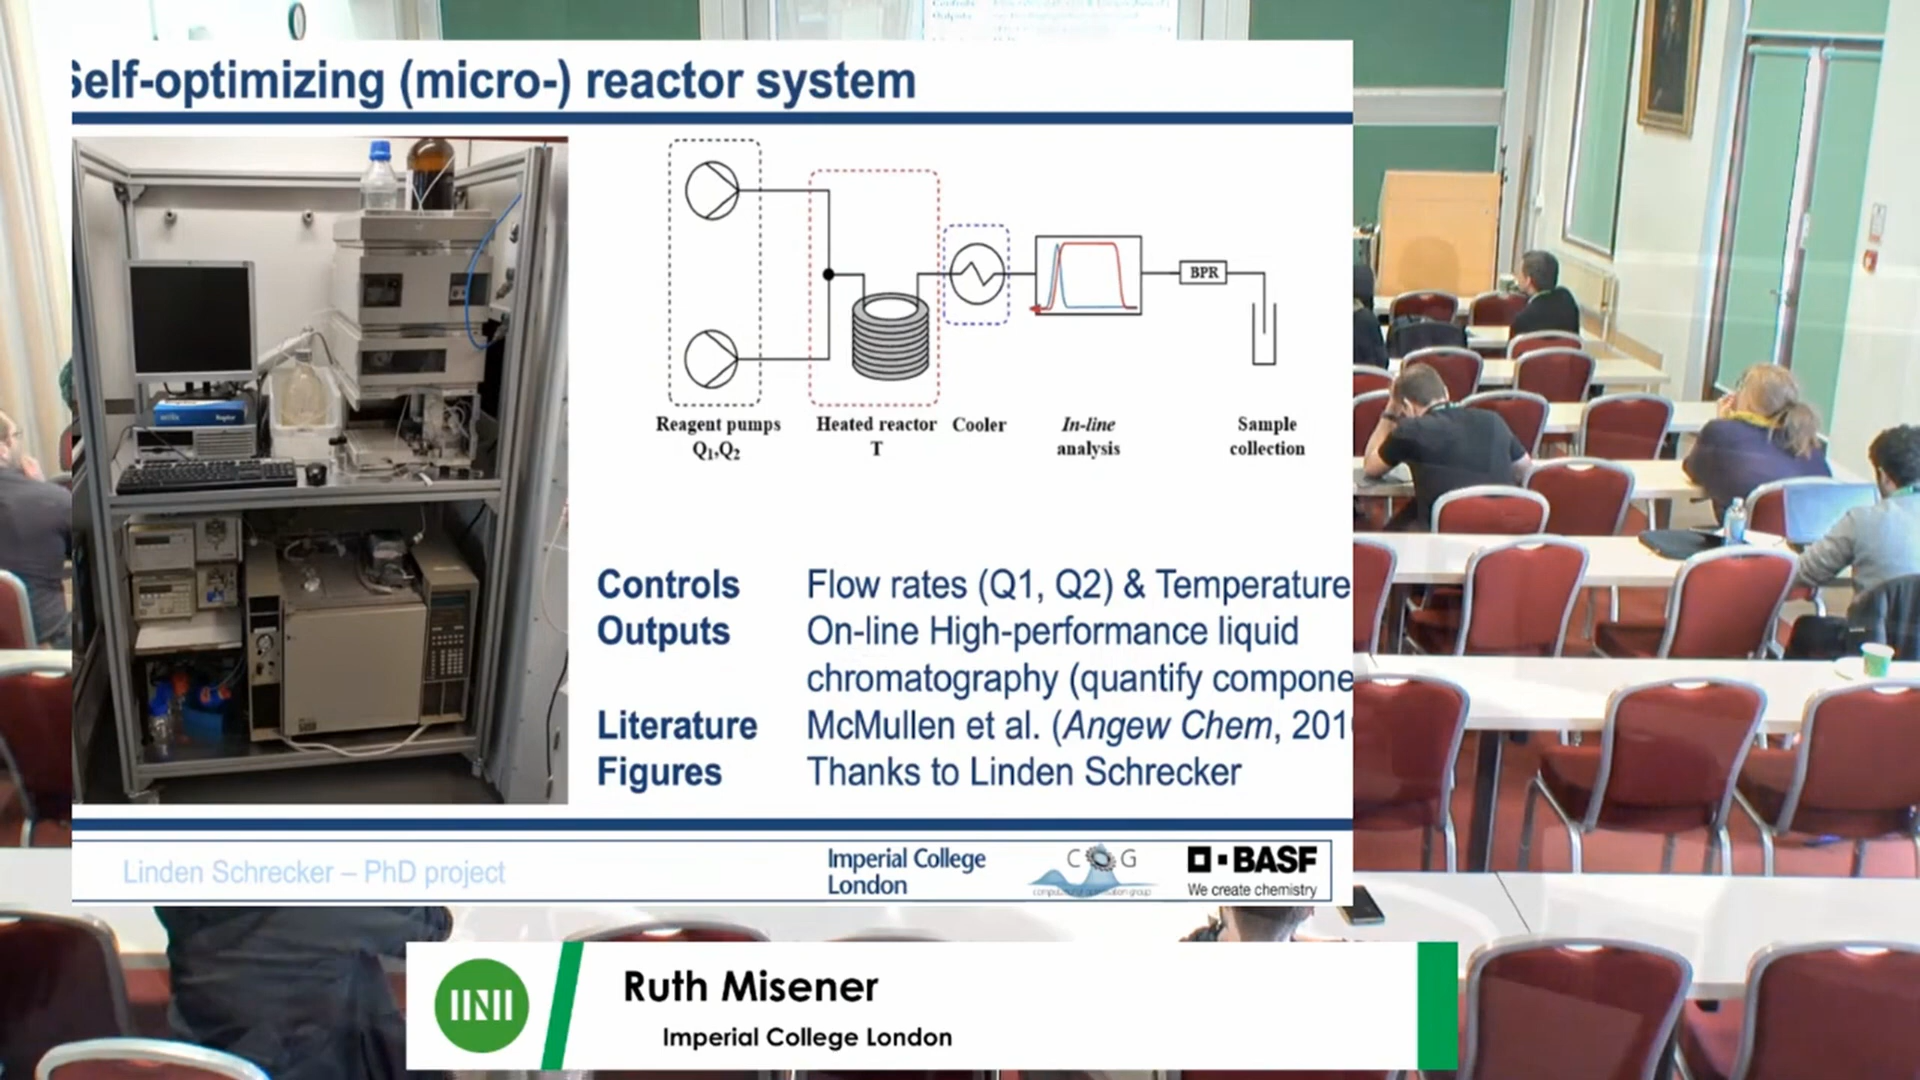 Self-optimizing (micro-) reactor system
BPR
Reagent pumps
Q1,Q2
Heated reactor
T
Cooler
In-line
analysis
Sample
collection
Controls Flow rates (Q1, Q2) & Temperature
Outputs On-line High-performance liquid
chromatography (quantify compone
Literature McMullen et al. (Angew Chem, 201
Figures Thanks to Linden Schrecker
Linden Schrecker – PhD project
Imperial College
London
C G
computational optimisation group
BASF
We create chemistry
Ruth Misener
Imperial College London